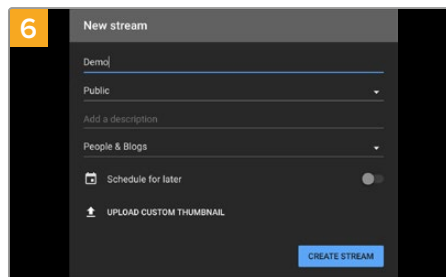 6
New stream
Demo
Public
Add a description
People & Blogs
Schedule for later
UPLOAD CUSTOM THUMBNAIL
CREATE STREAM